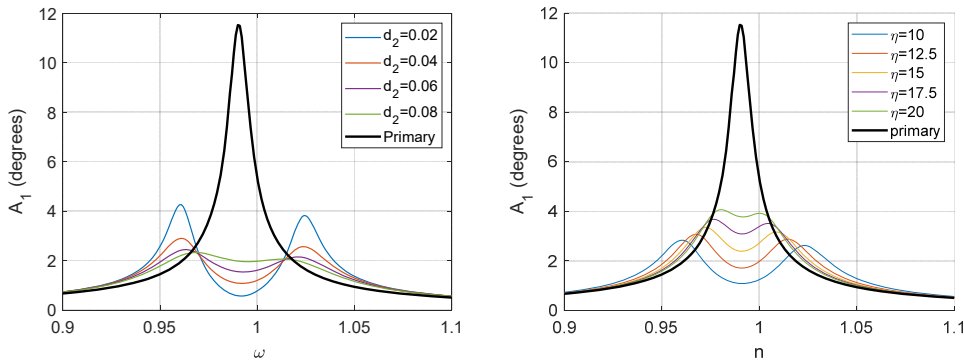 12
10
8
6
4
2
0
A1 (degrees)
d2=0.02
d2=0.04
d2=0.06
d2=0.08
Primary
0.9
0.95
1
1.05
1.1
ω
12
10
8
6
4
2
0
A1 (degrees)
η=10
η=12.5
η=15
η=17.5
η=20
primary
0.9
0.95
1
1.05
1.1
n